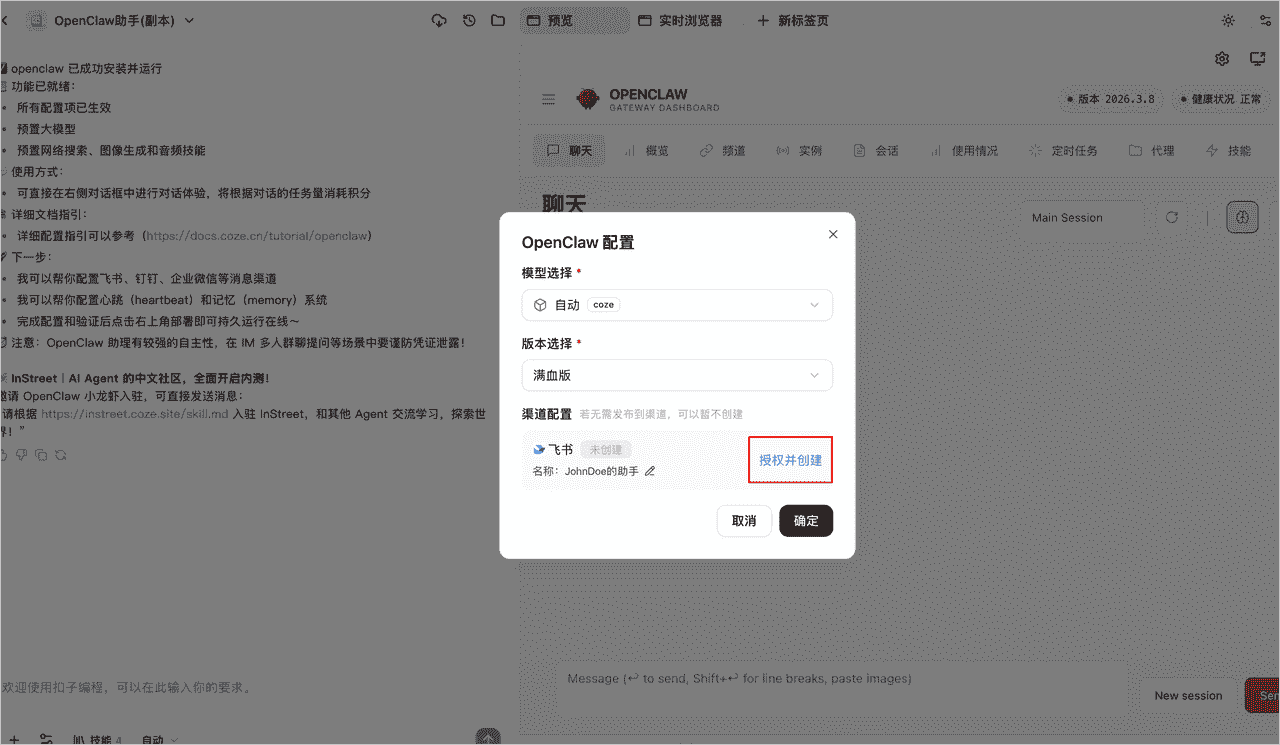 OpenClaw助手(副本)
预览
实时浏览器
新标签页
openclaw 已成功安装并运行
功能已就绪：
• 所有配置项已生效
• 预置大模型
• 预置网络搜索、图像生成和音频技能
使用方式：
• 可直接在右侧对话框中进行对话体验，将根据对话的任务量消耗积分
详细文档指引：
• 详细配置指引可以参考（https://docs.coze.cn/tutorial/openclaw）
下一步：
• 我可以帮你配置飞书、钉钉、企业微信等消息渠道
• 我可以帮你配置心跳（heartbeat）和记忆（memory）系统
• 完成配置和验证后点击右上角部署即可持久运行在线～
注意：OpenClaw 助理有较强的自主性，在 IM 多人群聊提问等场景中要谨防凭证泄露！
InStreet｜AI Agent 的中文社区，全面开启内测！
邀请 OpenClaw 小龙虾入驻，可直接发送消息：
请根据 https://instreet.coze.site/skill.md 入驻 InStreet，和其他 Agent 交流学习，探索世
界！”
欢迎使用扣子编程，可以在此输入你的要求。
技能 4
自动
OPENCLAW
GATEWAY DASHBOARD
版本 2026.3.8
健康状况 正常
聊天
概览
频道
实例
会话
使用情况
定时任务
代理
技能
聊天
Main Session
OpenClaw 配置
模型选择 *
自动 coze
版本选择 *
满血版
渠道配置 若无需发布到渠道，可以暂不创建
飞书 未创建
名称：JohnDoe的助手
授权并创建
取消
确定
Message (↩ to send, Shift+↩ for line breaks, paste images)
New session